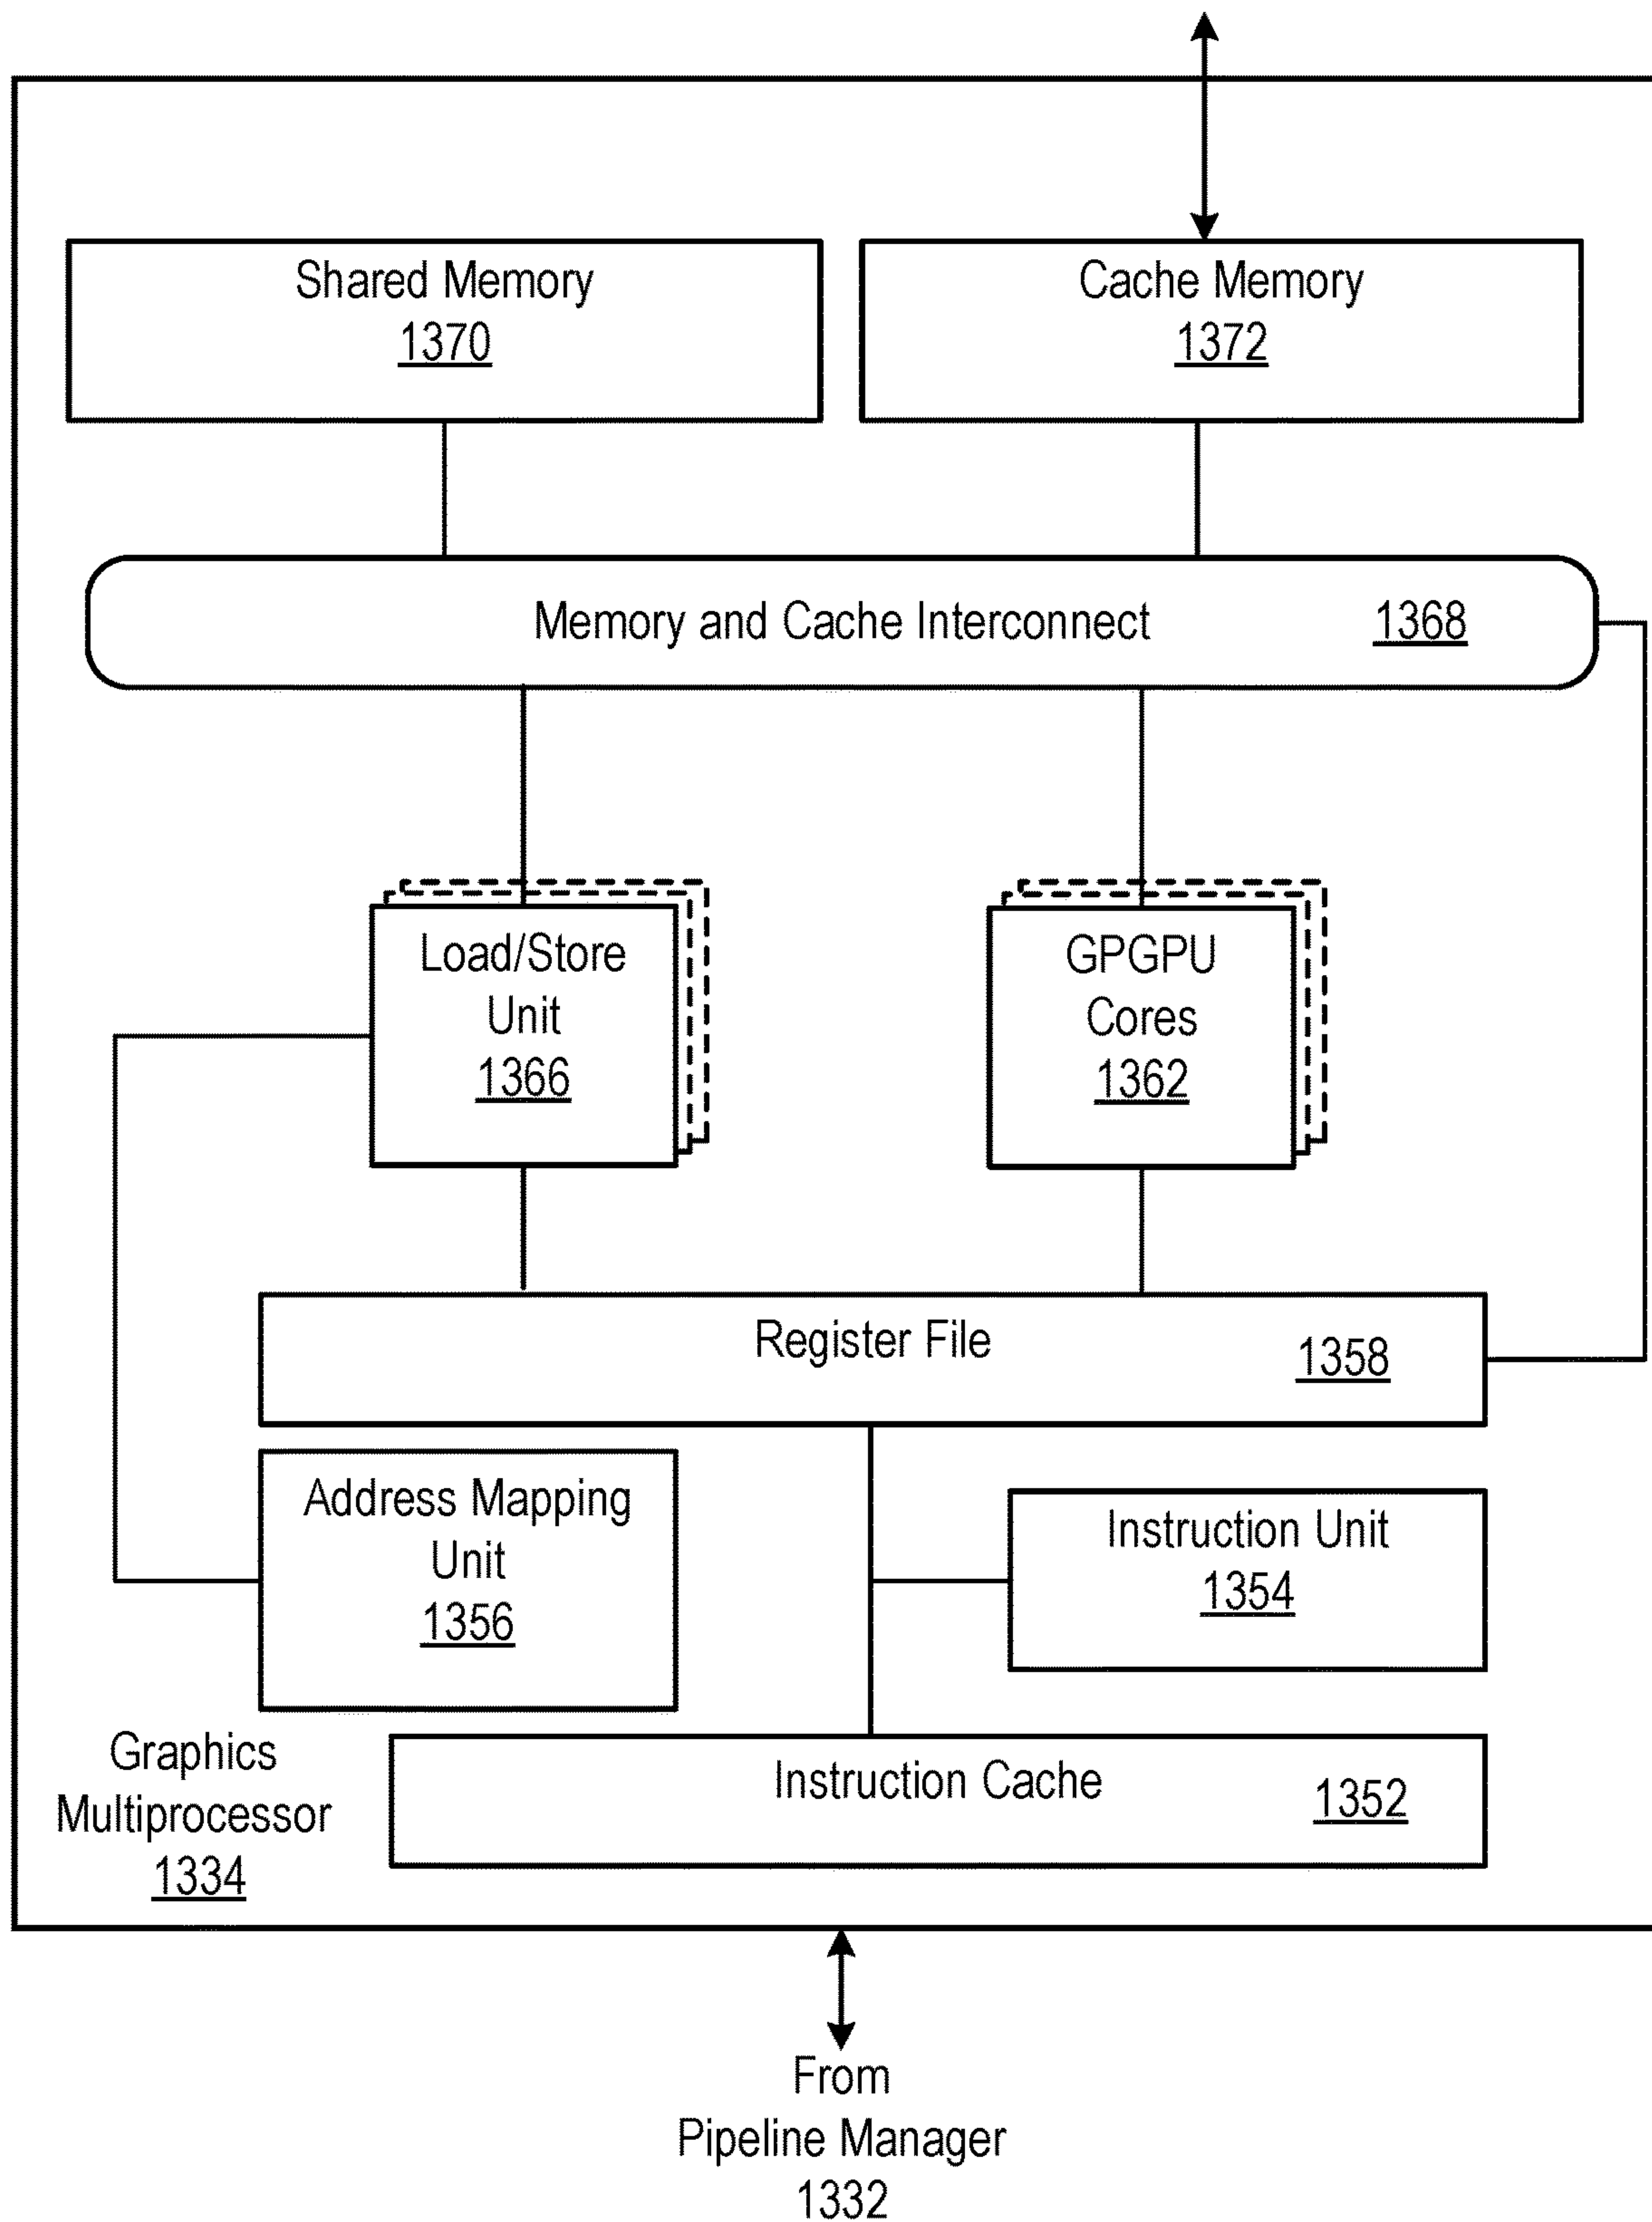 Shared Memory
1370
Cache Memory
1372
Memory and Cache Interconnect 1368
Load/Store
Unit
1366
GPGPU
Cores
1362
Register File 1358
Address Mapping
Unit
1356
Instruction Unit
1354
Graphics
Multiprocessor
1334
Instruction Cache 1352
From
Pipeline Manager
1332